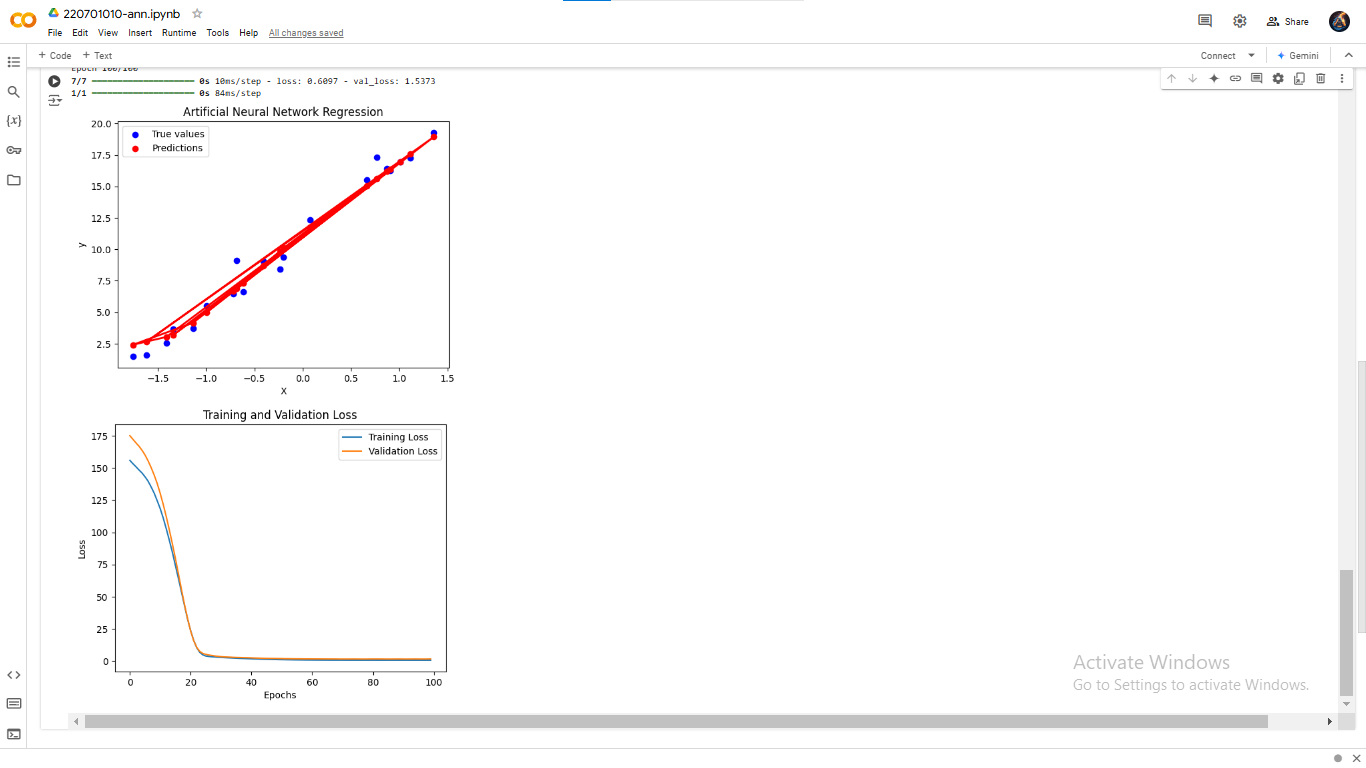 220701010-ann.ipynb
File Edit View Insert Runtime Tools Help All changes saved
Share
+ Code + Text
Connect
Gemini
Epoch 100/100
7/7 0s 10ms/step - loss: 0.6097 - val_loss: 1.5373
1/1 0s 84ms/step
Artificial Neural Network Regression
True values
Predictions
20.0
17.5
15.0
12.5
10.0
7.5
5.0
2.5
y
−1.5 −1.0 −0.5 0.0 0.5 1.0 1.5
X
Training and Validation Loss
Training Loss
Validation Loss
175
150
125
100
75
50
25
0
Loss
0 20 40 60 80 100
Epochs
Activate Windows
Go to Settings to activate Windows.